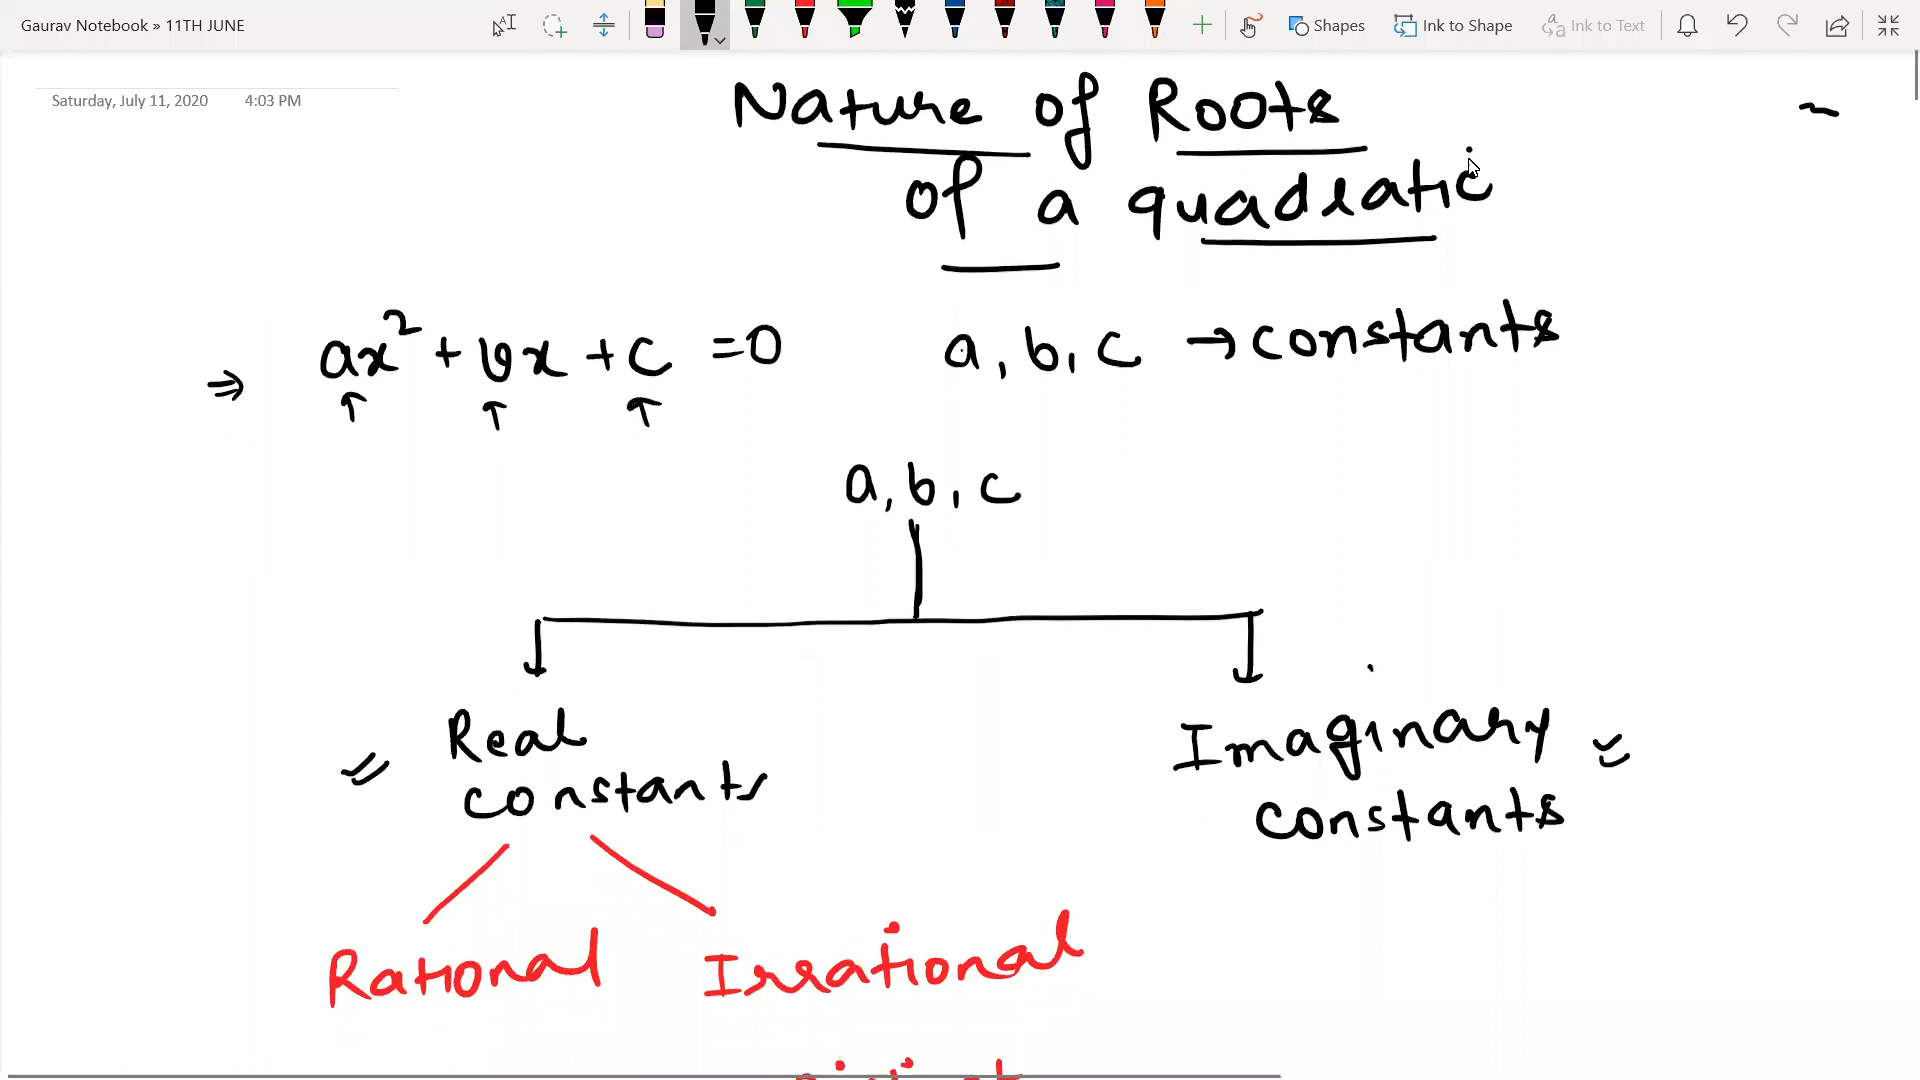 Gaurav Notebook » 11TH JUNE
Shapes Ink to Shape Ink to Text
Saturday, July 11, 2020 4:03 PM
Nature of Roots
of a quadratic
⇒ ax² + bx + c = 0 a, b, c → constants
a, b, c
Real Imaginary
constants constants
Rational Irrational